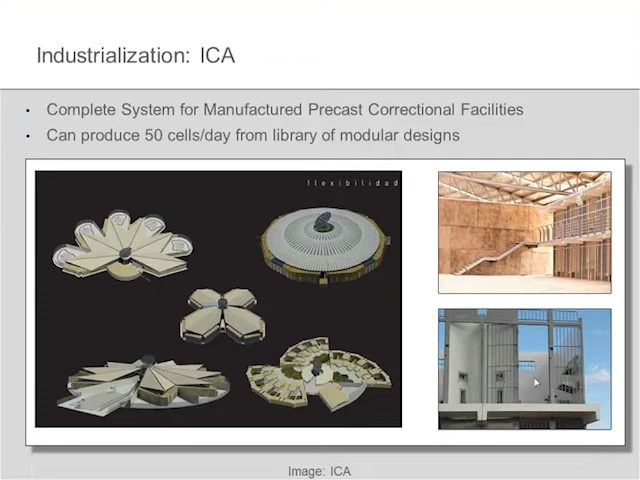 Industrialization: ICA
• Complete System for Manufactured Precast Correctional Facilities
• Can produce 50 cells/day from library of modular designs
flexibilidad
Image: ICA